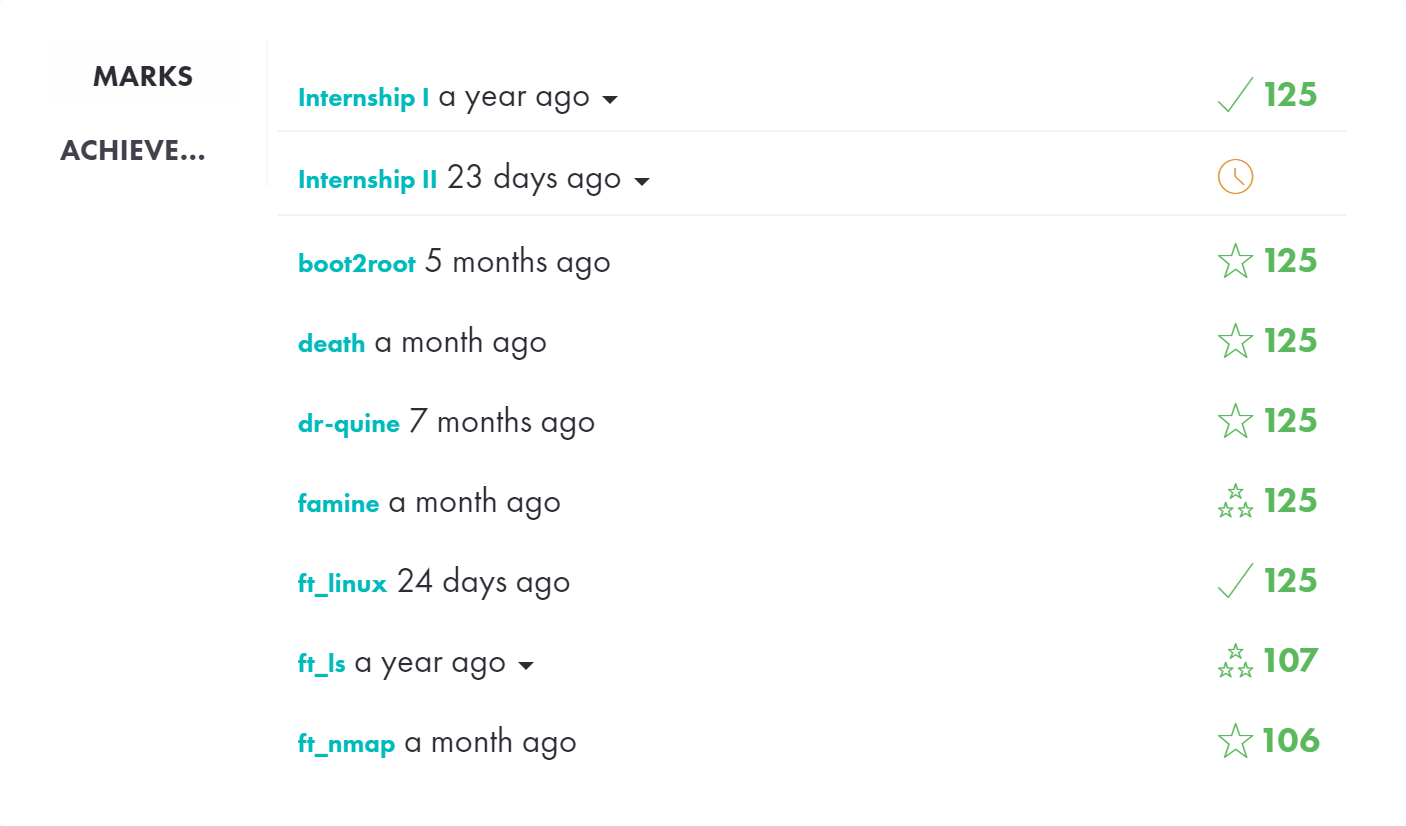 MARKS
ACHIEVE...
Internship I a year ago 125
Internship II 23 days ago
boot2root 5 months ago 125
death a month ago 125
dr-quine 7 months ago 125
famine a month ago 125
ft_linux 24 days ago 125
ft_ls a year ago 107
ft_nmap a month ago 106